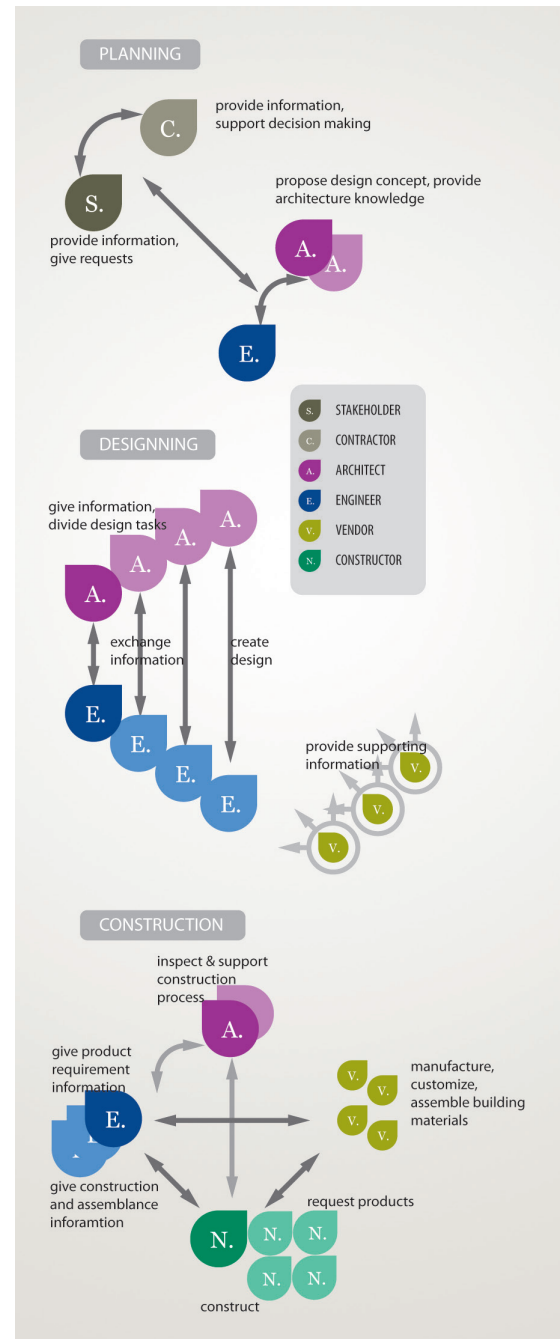 PLANNING
provide information,
support decision making
C.
S.
provide information,
give requests
propose design concept, provide
architecture knowledge
A.
A.
E.
S. STAKEHOLDER
C. CONTRACTOR
A. ARCHITECT
E. ENGINEER
V. VENDOR
N. CONSTRUCTOR
DESIGNNING
give information,
divide design tasks
A.
A.
A.
A.
exchange
information
create
design
E.
E.
E.
E.
provide supporting
information
V.
V.
V.
CONSTRUCTION
inspect & support
construction
process
A.
give product
requirement
information
E.
manufacture,
customize,
assemble building
materials
V.
V.
V.
V.
give construction
and assemblance
inforamtion
request products
N.
N.
N.
N.
N.
construct